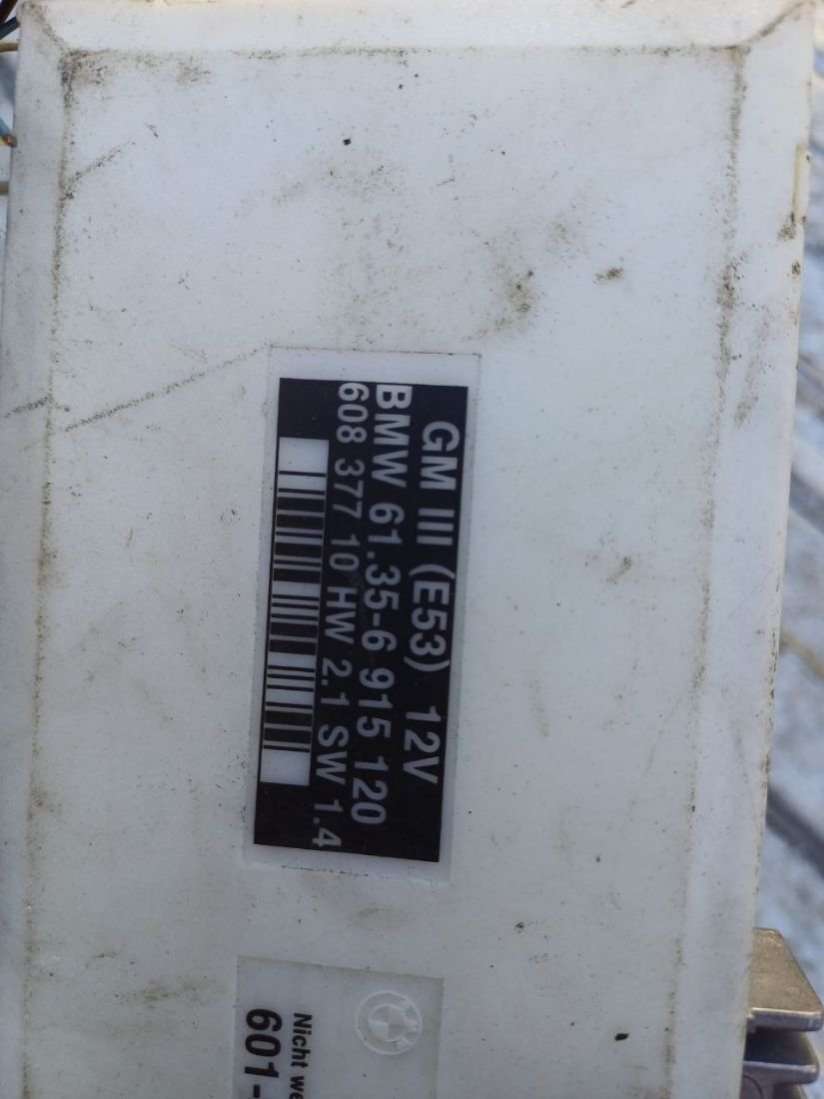 GM III (E53) 12V
BMW 61.35-6 915 120
608 377 10 HW 2.1 SW 1.4
Nicht we
601-